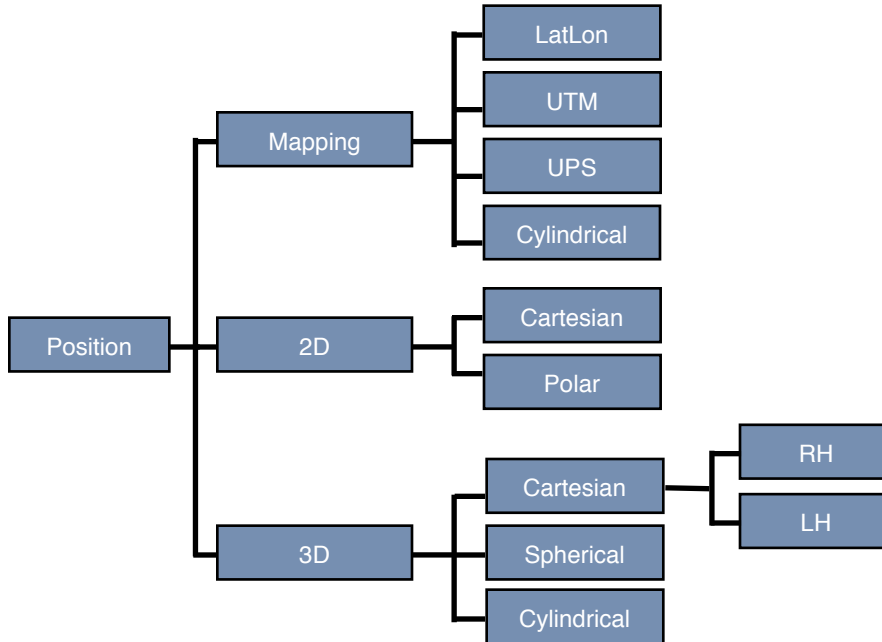 Position
Mapping
LatLon
UTM
UPS
Cylindrical
2D
Cartesian
Polar
3D
Cartesian
RH
LH
Spherical
Cylindrical